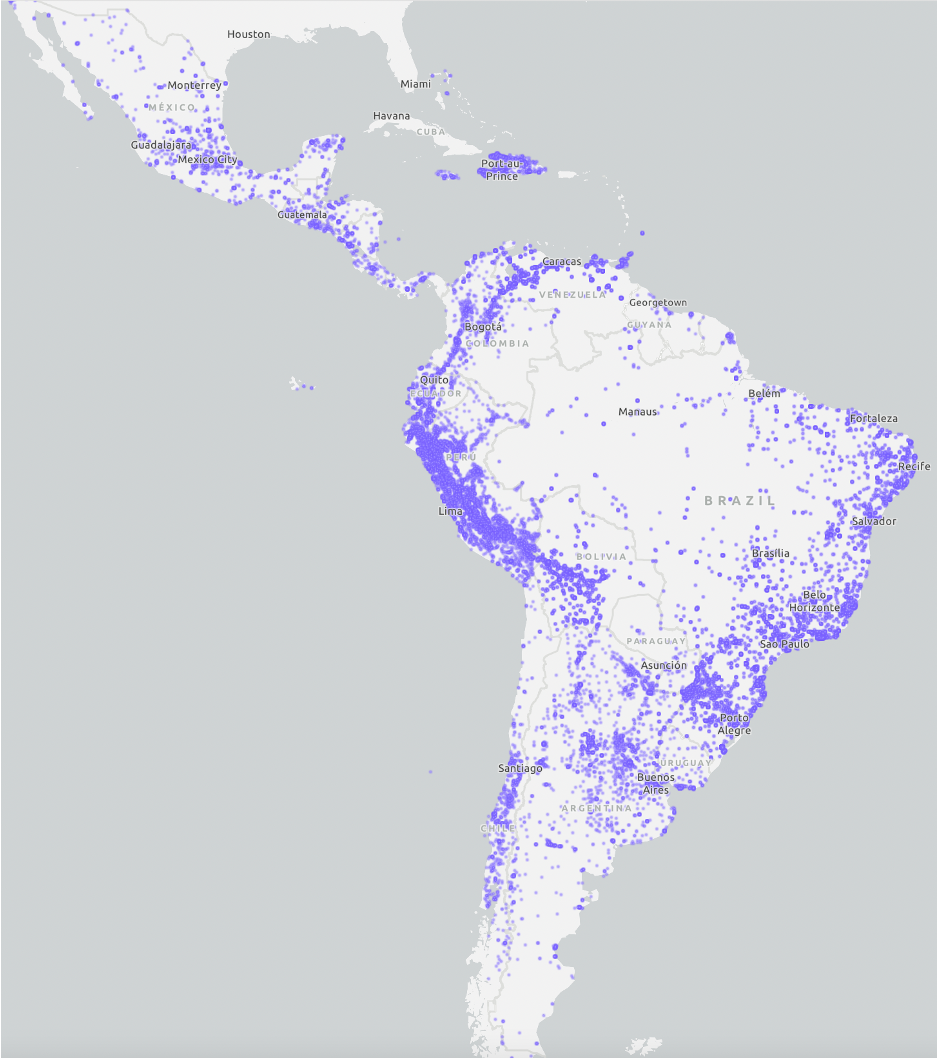 Houston
Miami
Monterrey
MÉXICO
Havana
CUBA
Guadalajara
Mexico City
Port-au-
Prince
Guatemala
Caracas
VENEZUELA
Georgetown
GUYANA
Bogotá
COLOMBIA
Quito
ECUADOR
Belém
Manaus
Fortaleza
PERU
Recife
BRAZIL
Lima
Salvador
Brasília
BOLIVIA
Belo
Horizonte
PARAGUAY
Sao Paulo
Asunción
Porto
Alegre
Santiago
URUGUAY
Buenos
Aires
ARGENTINA
CHILE